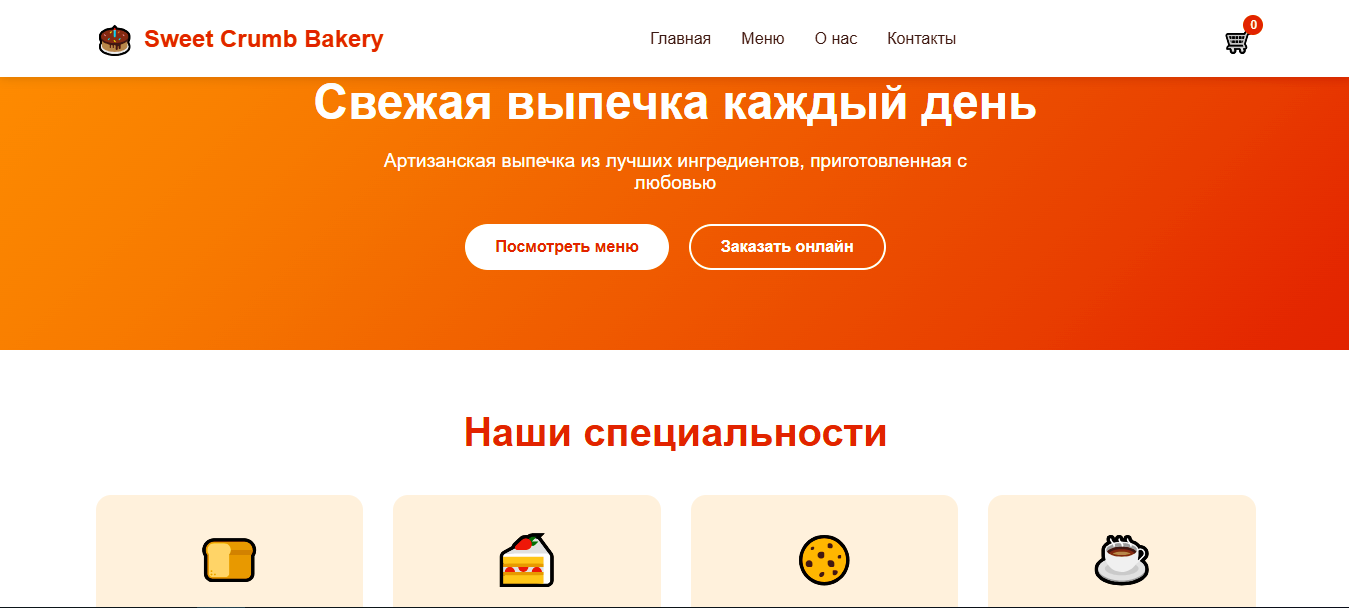 Sweet Crumb Bakery
Главная
Меню
О нас
Контакты
0
Свежая выпечка каждый день
Артизанская выпечка из лучших ингредиентов, приготовленная с
любовью
Посмотреть меню
Заказать онлайн
Наши специальности